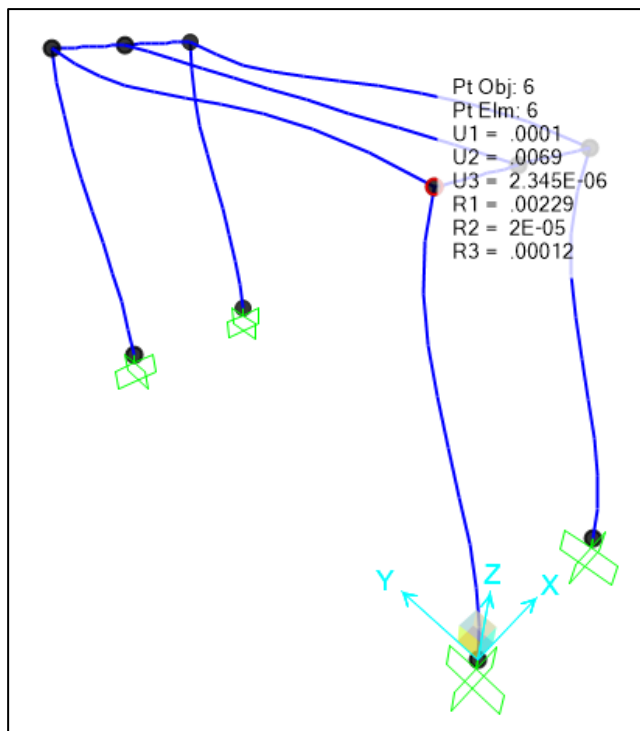 Pt Obj: 6
Pt Elm: 6
U1 = .0001
U2 = .0069
U3 = 2.345E-06
R1 = .00229
R2 = 2E-05
R3 = .00012
Y Z X